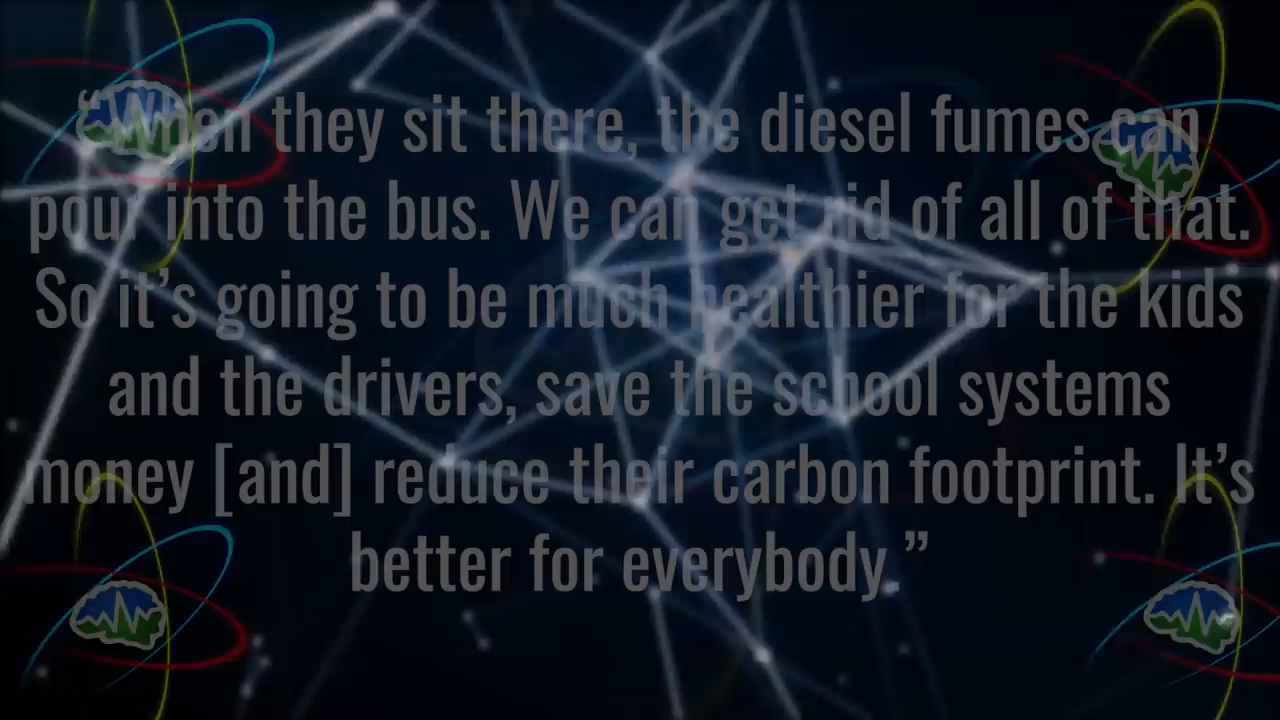 “When they sit there, the diesel fumes can
pour into the bus. We can get rid of all of that.
So it’s going to be much healthier for the kids
and the drivers, save the school systems
money [and] reduce their carbon footprint. It’s
better for everybody.”